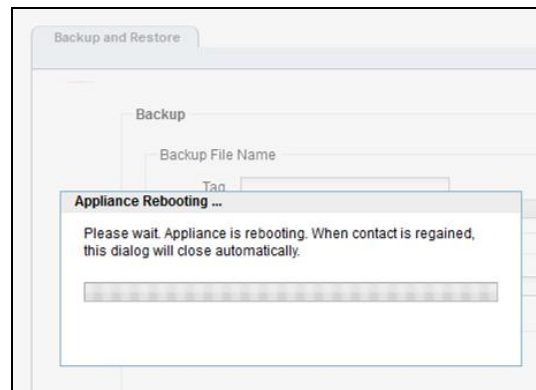 Backup and Restore
Backup
Backup File Name
Tag
Appliance Rebooting ...
Please wait. Appliance is rebooting. When contact is regained,
this dialog will close automatically.